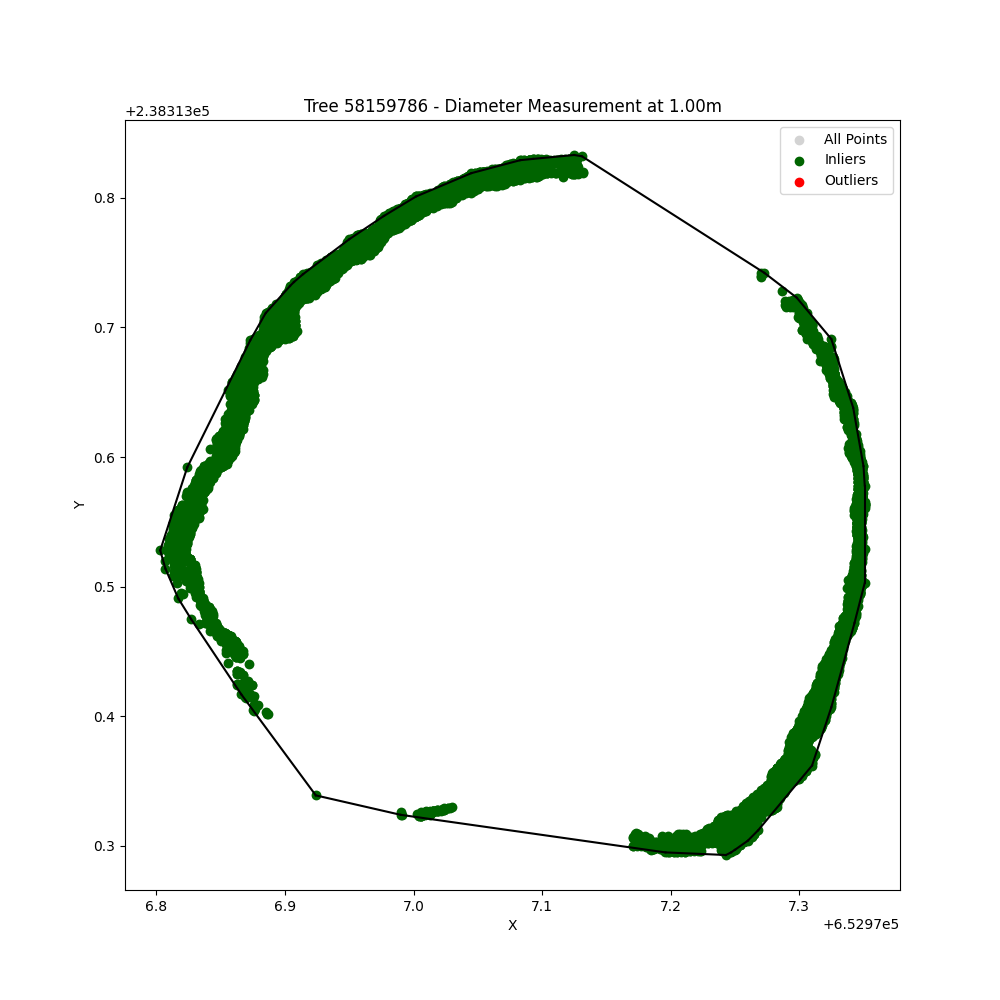 Tree 58159786 - Diameter Measurement at 1.00m
+2.38313e5
All Points
Inliers
Outliers
0.8
0.7
0.6
0.5
0.4
0.3
Y
6.8
6.9
7.0
7.1
7.2
7.3
X
+6.5297e5